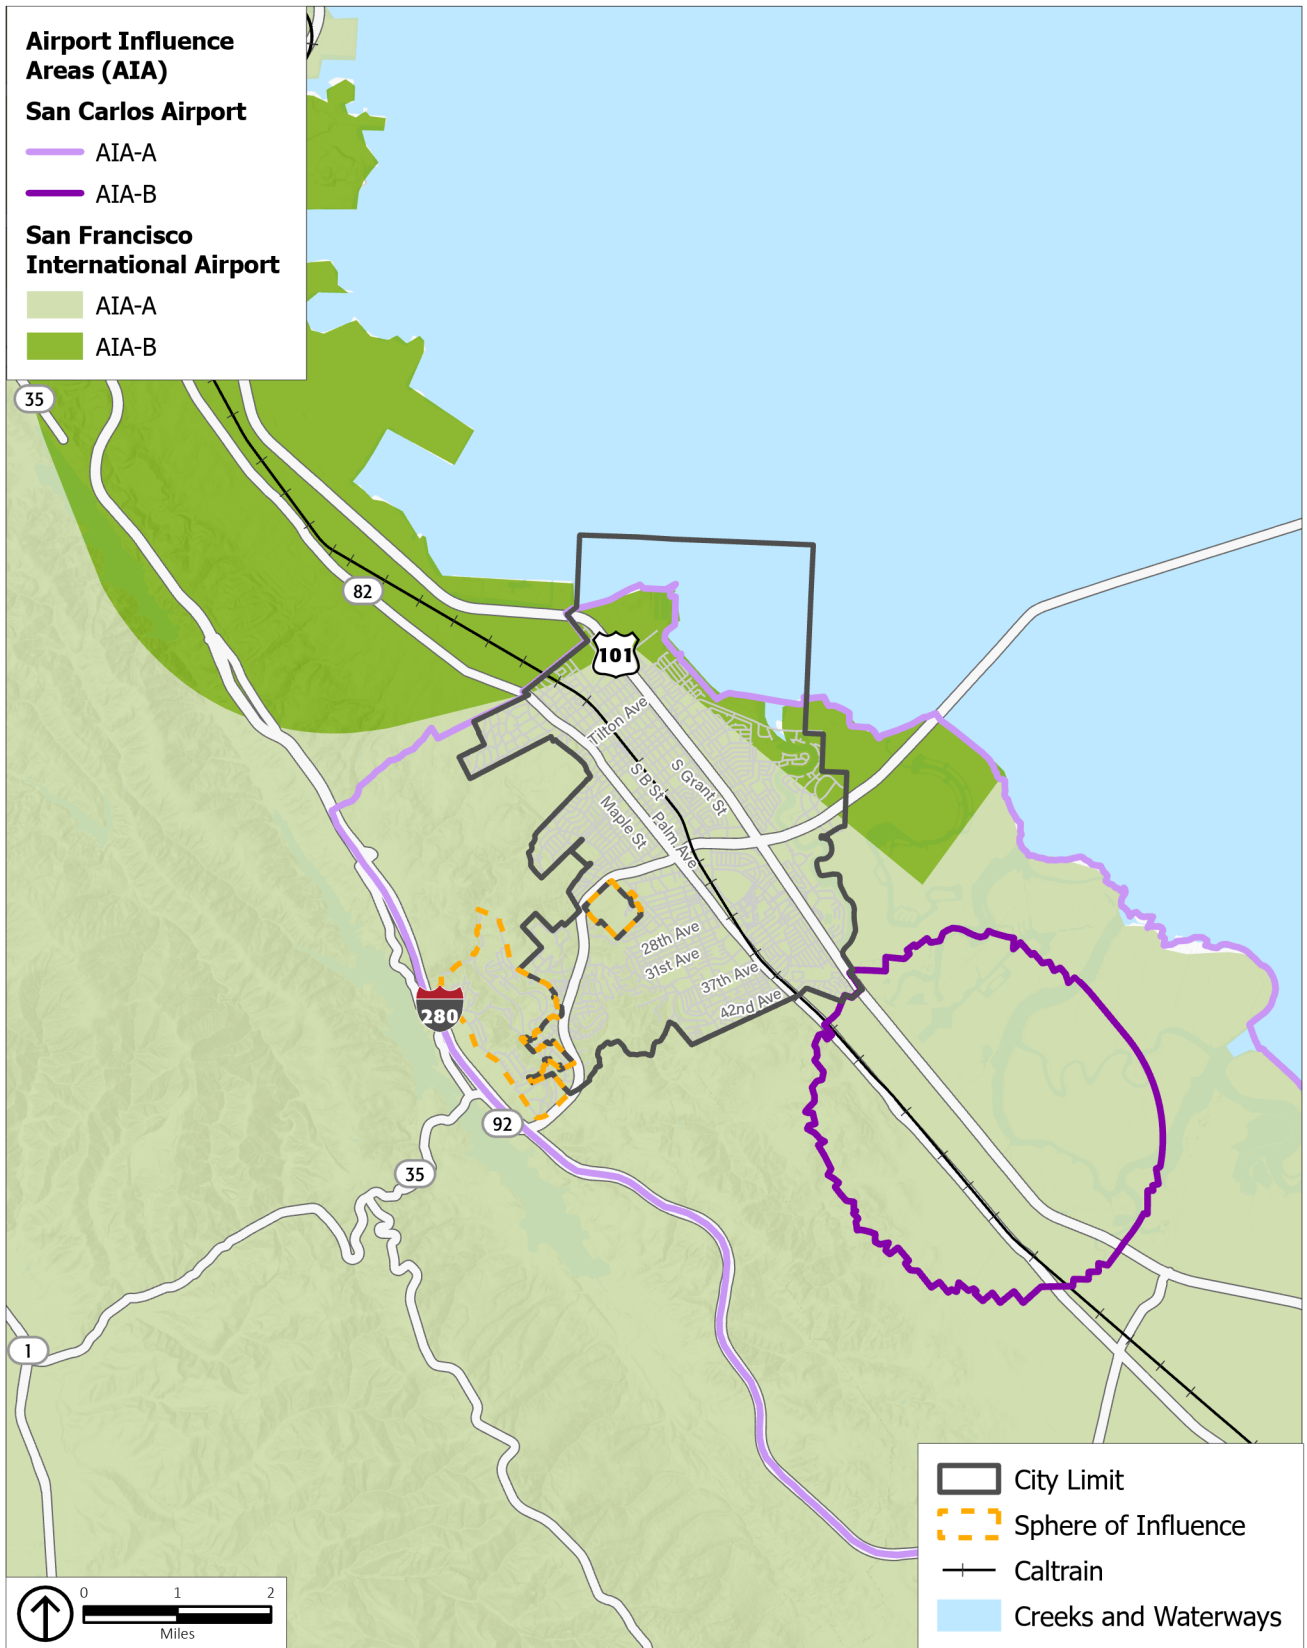 Airport Influence
Areas (AIA)
San Carlos Airport
AIA-A
AIA-B
San Francisco
International Airport
AIA-A
AIA-B
35
82
101
Tilton Ave
S B St
S Grant St
Maple St
Palm Ave
28th Ave
31st Ave
37th Ave
42nd Ave
280
92
35
1
City Limit
Sphere of Influence
Caltrain
Creeks and Waterways
0 1 2
Miles